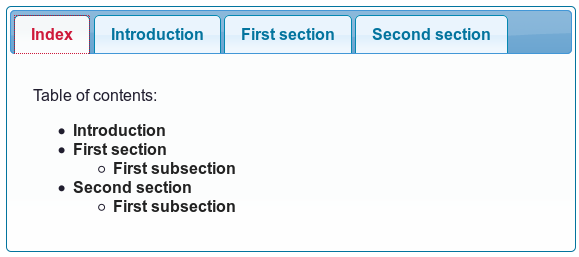 Index Introduction First section Second section
Table of contents:
Introduction
First section
First subsection
Second section
First subsection